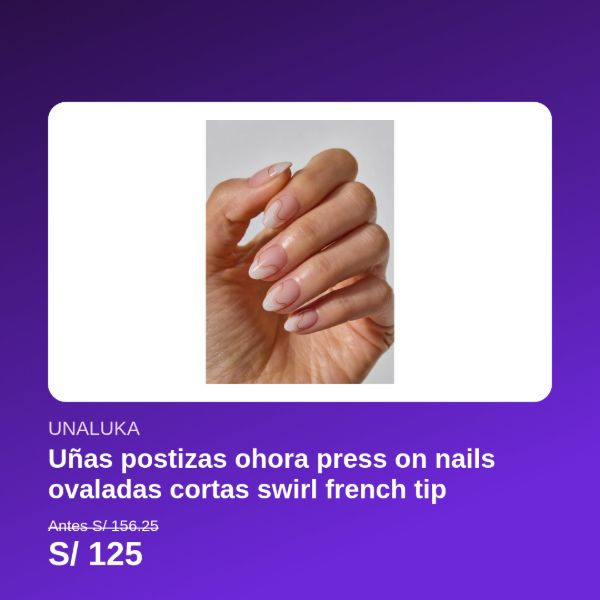 UNALUKA
Uñas postizas ohora press on nails
ovaladas cortas swirl french tip
Antes S/ 156.25
S/ 125